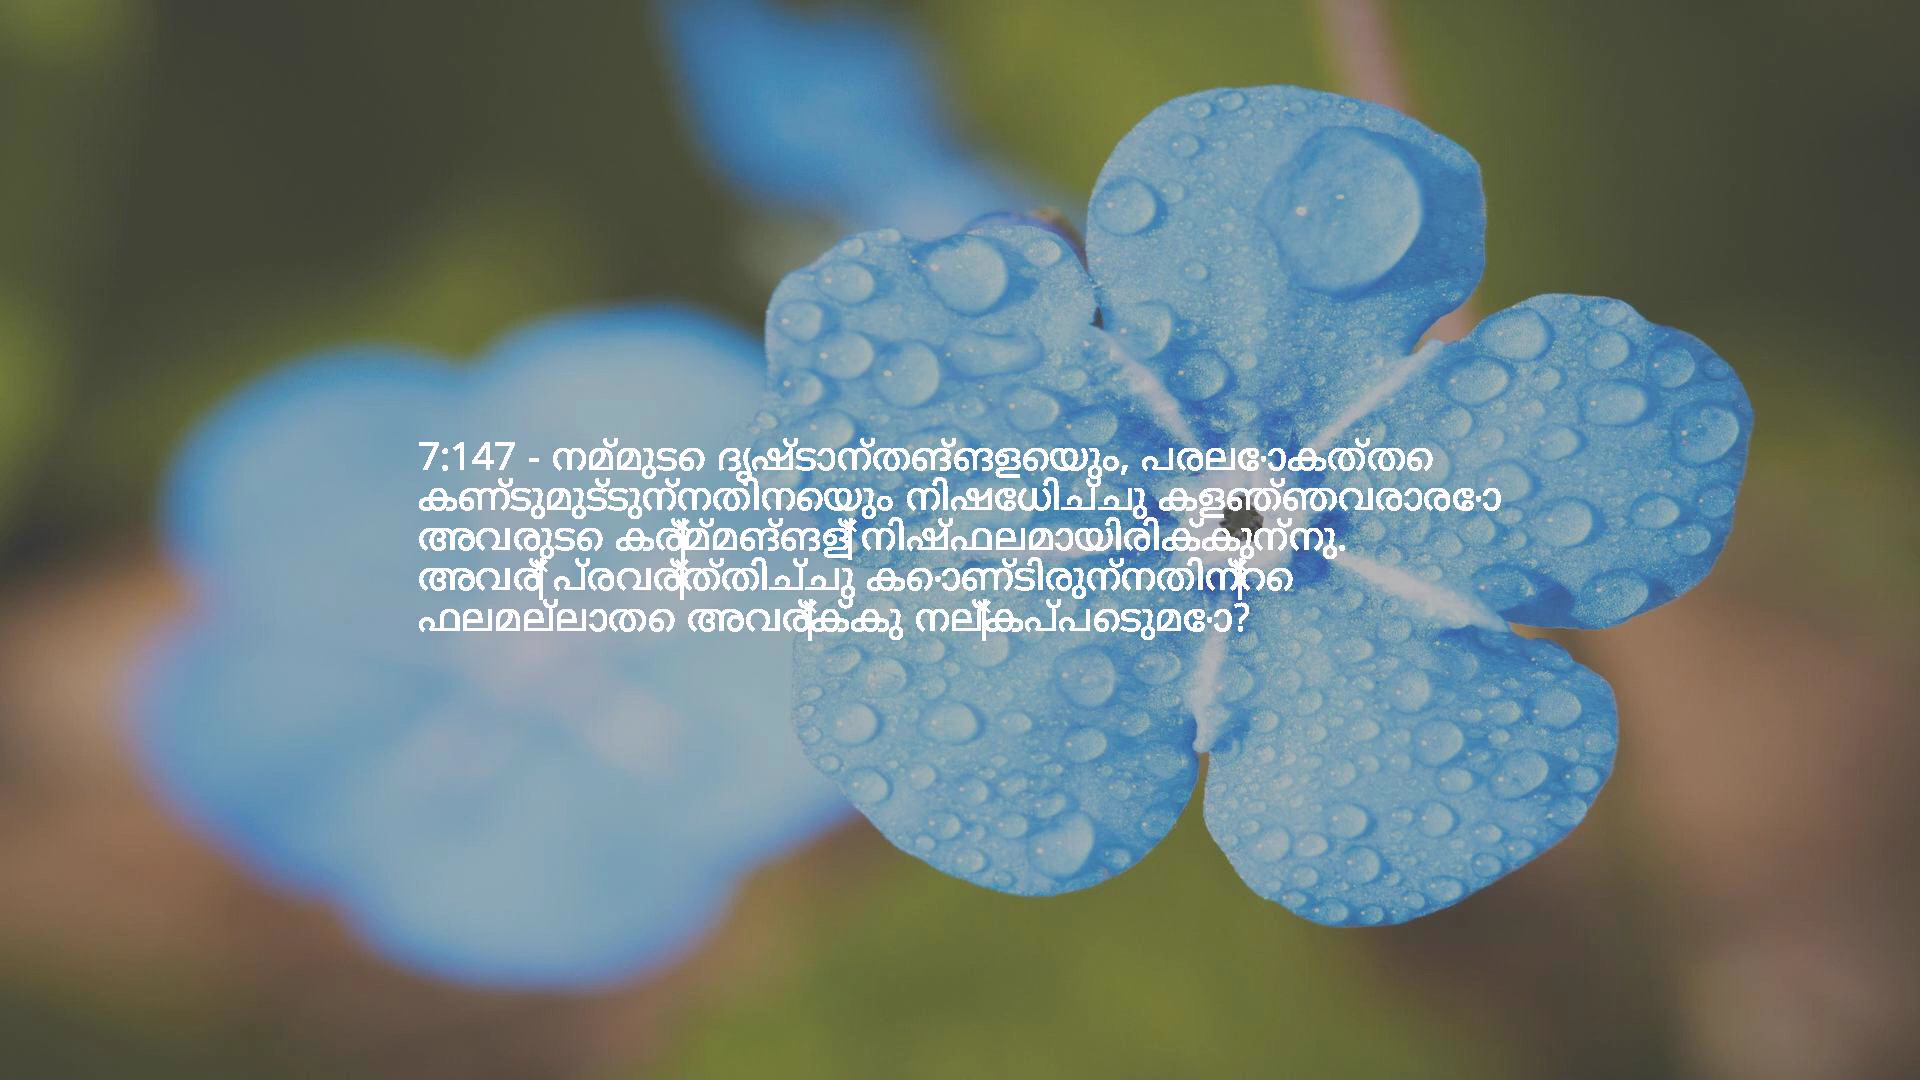 7:147 - നമ്മുടെ ദൃഷ്ടാന്തങ്ങളെയും, പരലോകത്തെ
കണ്ടുമുട്ടുന്നതിനെയും നിഷേധിച്ചു കളഞ്ഞവരാരോ
അവരുടെ കര്‍മ്മങ്ങള്‍ നിഷ്ഫലമായിരിക്കുന്നു.
അവര്‍ പ്രവര്‍ത്തിച്ചു കൊണ്ടിരുന്നതിന്‍റെ
ഫലമല്ലാതെ അവര്‍ക്കു നല്‍കപ്പെടുമോ?